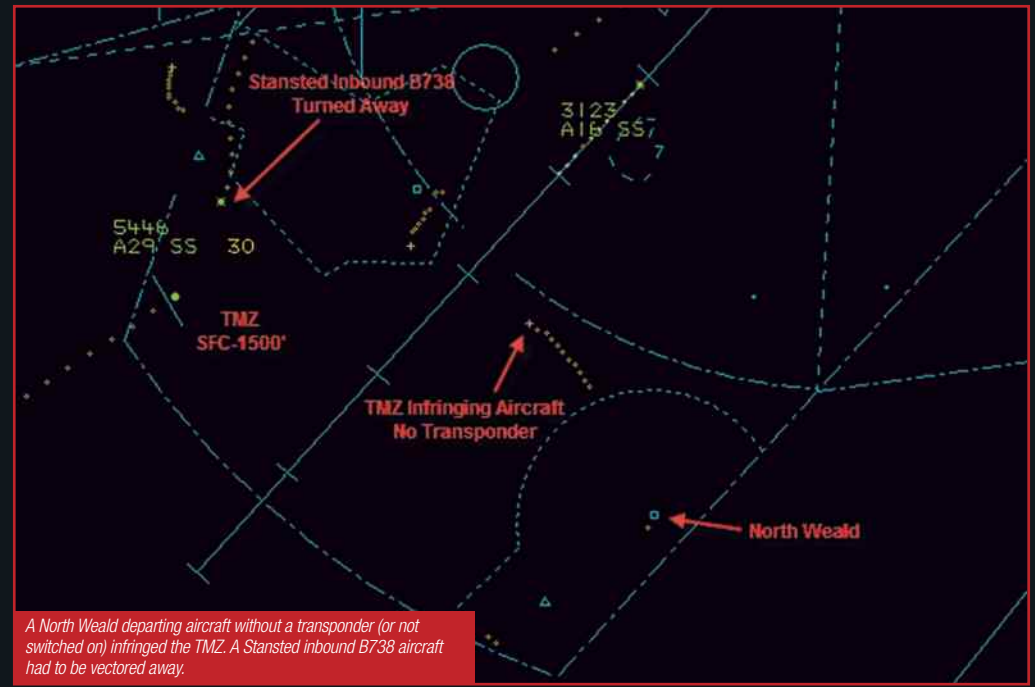 Stansted Inbound B738
Turned Away
3123
A16 SS
7
5446
A29 SS 30
TMZ
SFC-1500'
TMZ Infringing Aircraft
No Transponder
North Weald
A North Weald departing aircraft without a transponder (or not
switched on) infringed the TMZ. A Stansted inbound B738 aircraft
had to be vectored away.